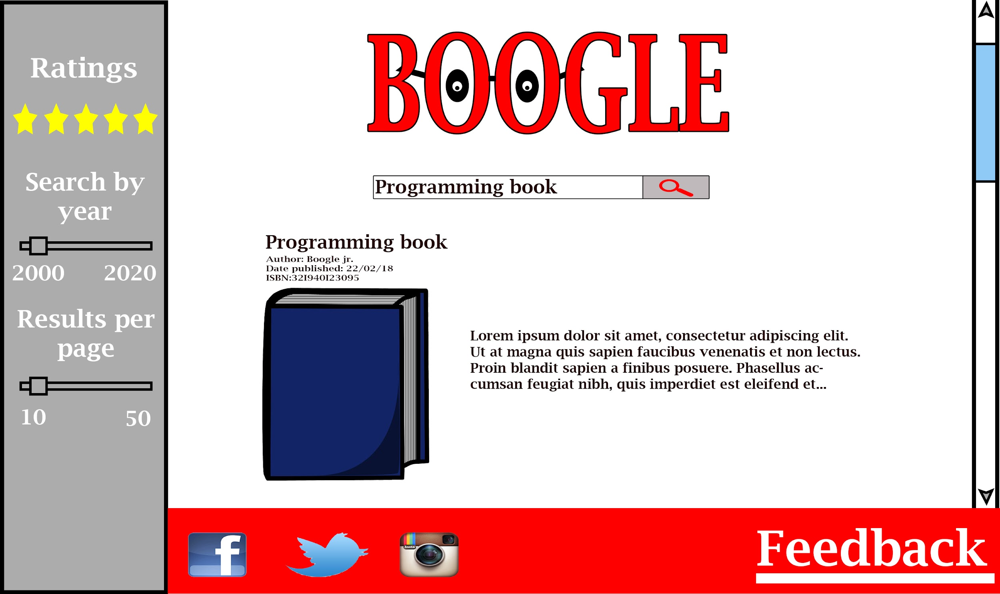 Ratings
Search by
year
2000 2020
Results per
page
10 50
BOOGLE
Programming book
Programming book
Author: Boogle jr.
Date published: 22/02/18
ISBN:32I940I23095
Lorem ipsum dolor sit amet, consectetur adipiscing elit.
Ut at magna quis sapien faucibus venenatis et non lectus.
Proin blandit sapien a finibus posuere. Phasellus ac-
cumsan feugiat nibh, quis imperdiet est eleifend et...
f
Insta
Feedback